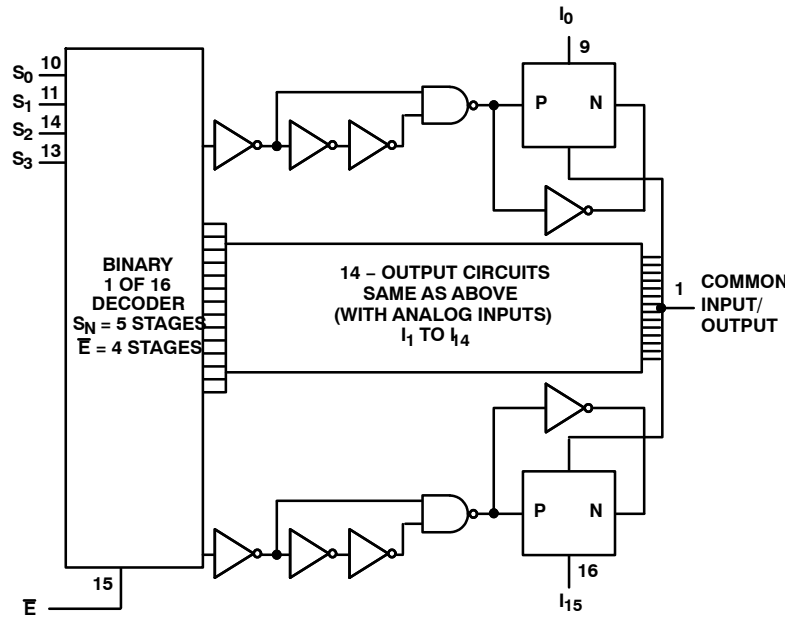 I0
9
10
S0
11
S1
14
S2
13
S3
P N
BINARY
1 OF 16
DECODER
SN = 5 STAGES
E̅ = 4 STAGES
14 – OUTPUT CIRCUITS
SAME AS ABOVE
(WITH ANALOG INPUTS)
I1 TO I14
1
COMMON
INPUT/
OUTPUT
P N
15
E̅
16
I15